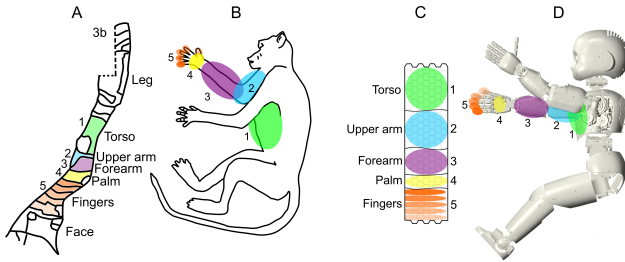 A
3b
Leg
1
Torso
2
Upper arm
3
Forearm
4
Palm
5
Fingers
Face
B
5
4
3
2
1
C
Torso 1
Upper arm 2
Forearm 3
Palm 4
Fingers 5
D
5
4
3
2
1